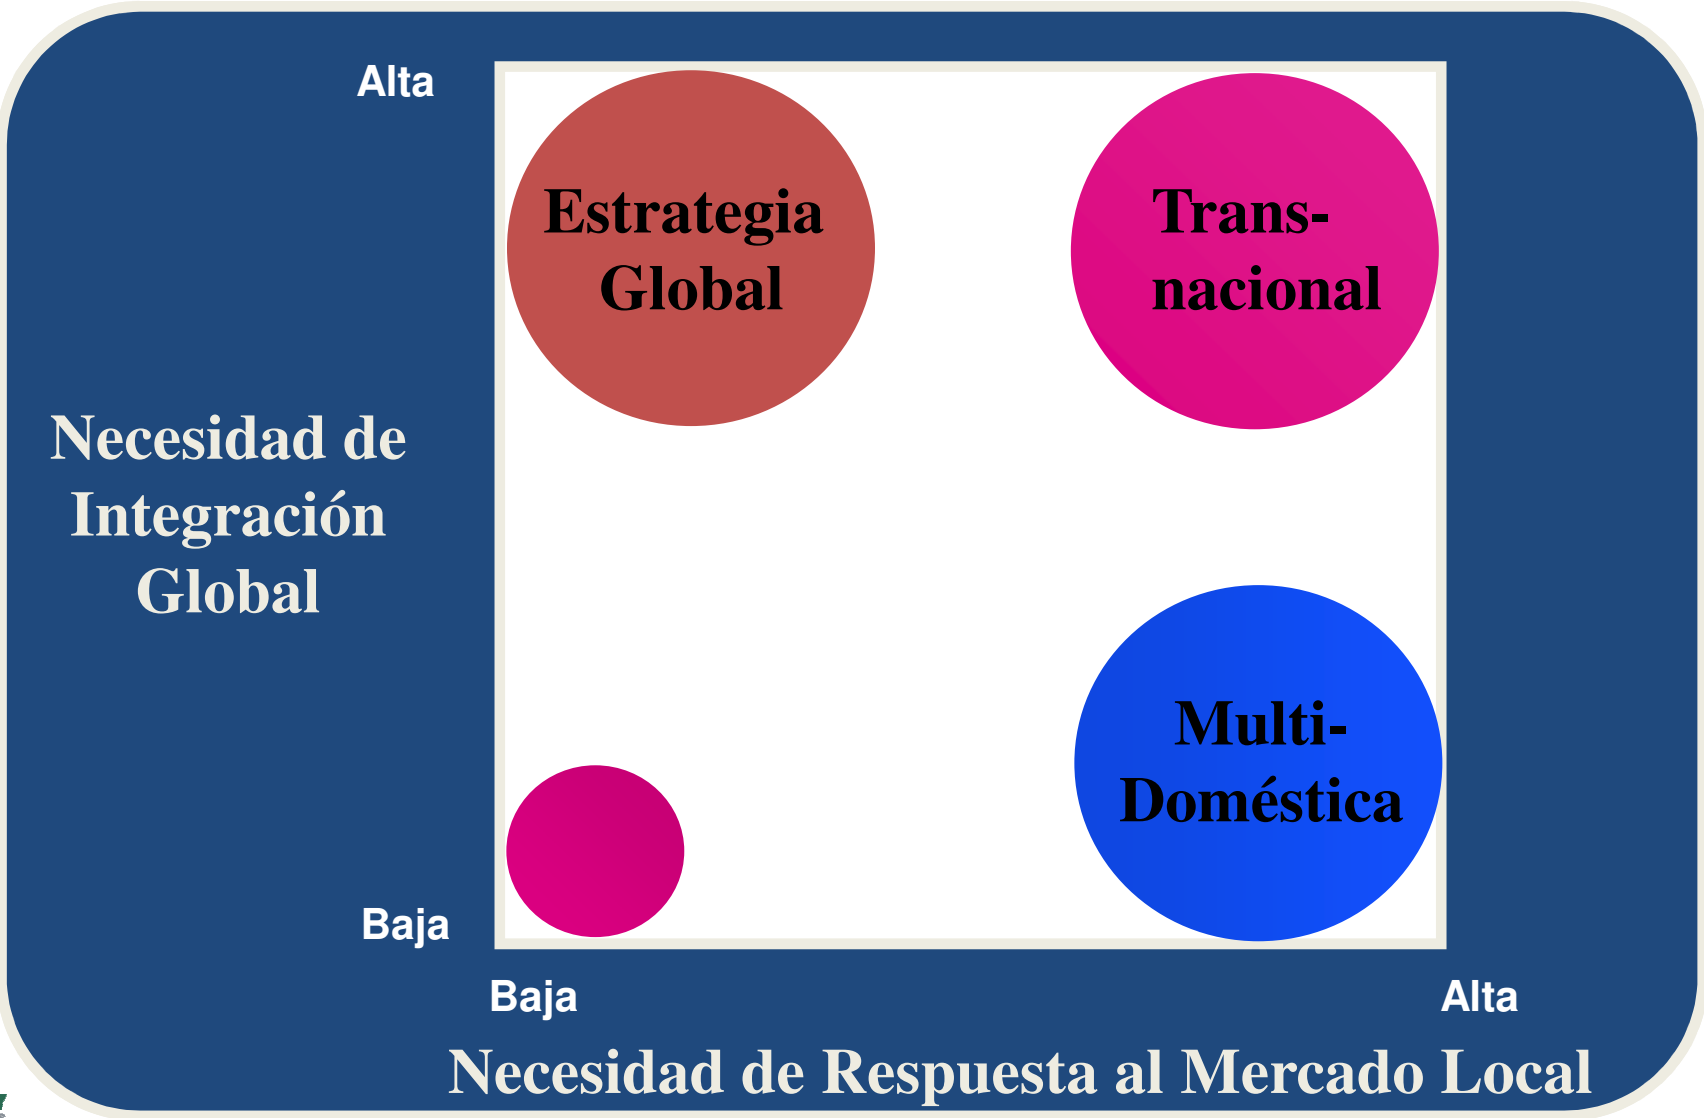 Alta
Estrategia
Global
Trans-
nacional
Necesidad de
Integración
Global
Multi-
Doméstica
Baja
Baja
Alta
Necesidad de Respuesta al Mercado Local